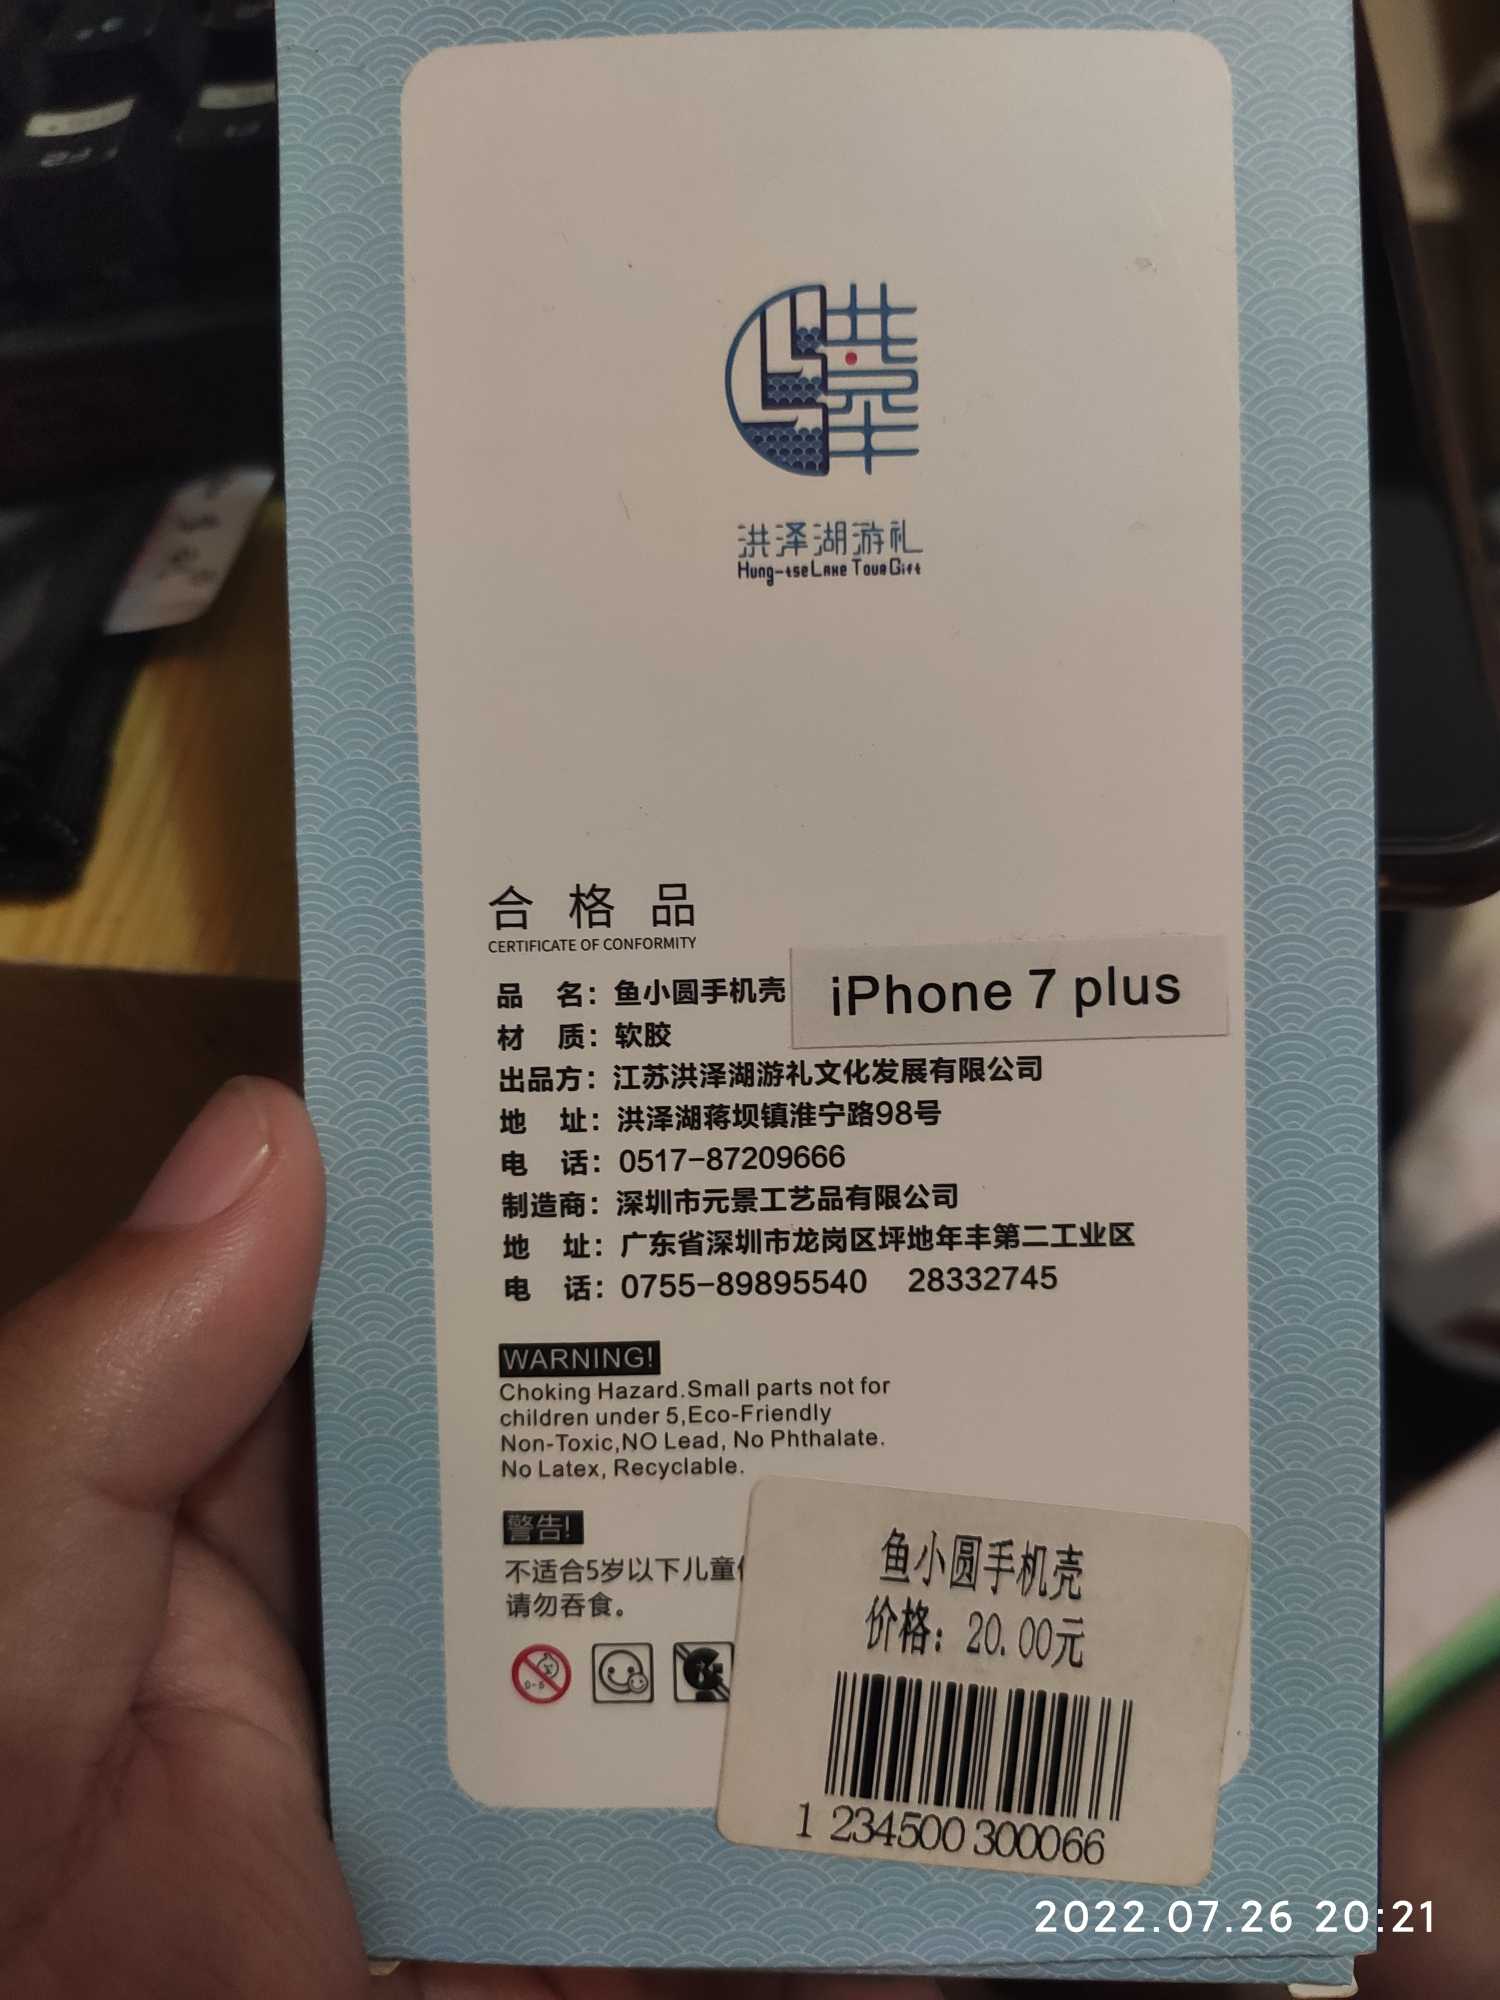 洪泽湖游礼
Hung-tse Lake Tour Gift
合格品
CERTIFICATE OF CONFORMITY
品 名：鱼小圆手机壳
iPhone 7 plus
材 质：软胶
出品方：江苏洪泽湖游礼文化发展有限公司
地 址：洪泽湖蒋坝镇淮宁路98号
电 话：0517-87209666
制造商：深圳市元景工艺品有限公司
地 址：广东省深圳市龙岗区坪地年丰第二工业区
电 话：0755-89895540 28332745
WARNING!
Choking Hazard.Small parts not for
children under 5,Eco-Friendly
Non-Toxic,NO Lead, No Phthalate.
No Latex, Recyclable.
警告!
不适合5岁以下儿童
请勿吞食。
0-5
鱼小圆手机壳
价格：20.00元
1 234500 300066
2022.07.26 20:21